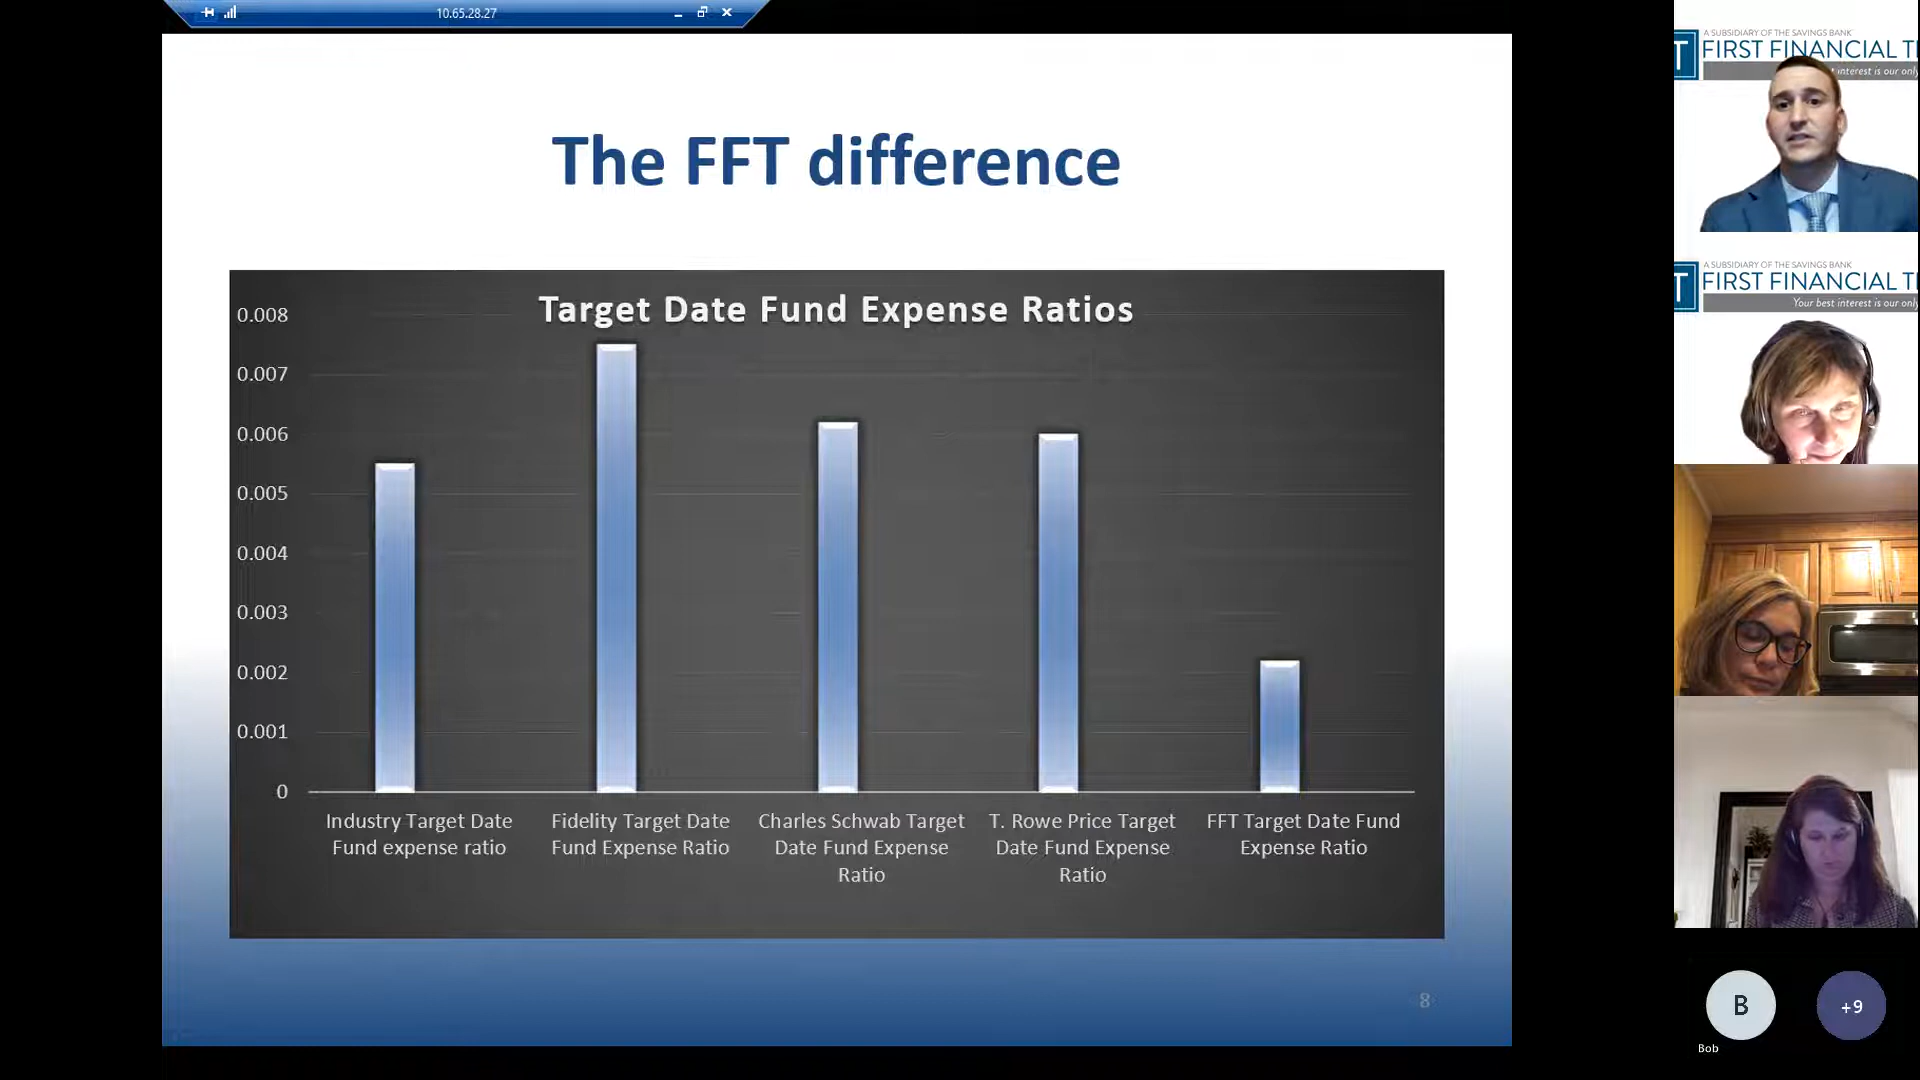 10.65.28.27
The FFT difference
Target Date Fund Expense Ratios
0.008
0.007
0.006
0.005
0.004
0.003
0.002
0.001
0
Industry Target Date
Fund expense ratio
Fidelity Target Date
Fund Expense Ratio
Charles Schwab Target
Date Fund Expense
Ratio
T. Rowe Price Target
Date Fund Expense
Ratio
FFT Target Date Fund
Expense Ratio
8
A SUBSIDIARY OF THE SAVINGS BANK
T FIRST FINANCIAL T
interest is our only
A SUBSIDIARY OF THE SAVINGS BANK
T FIRST FINANCIAL T
Your best interest is our only
B
+9
Bob